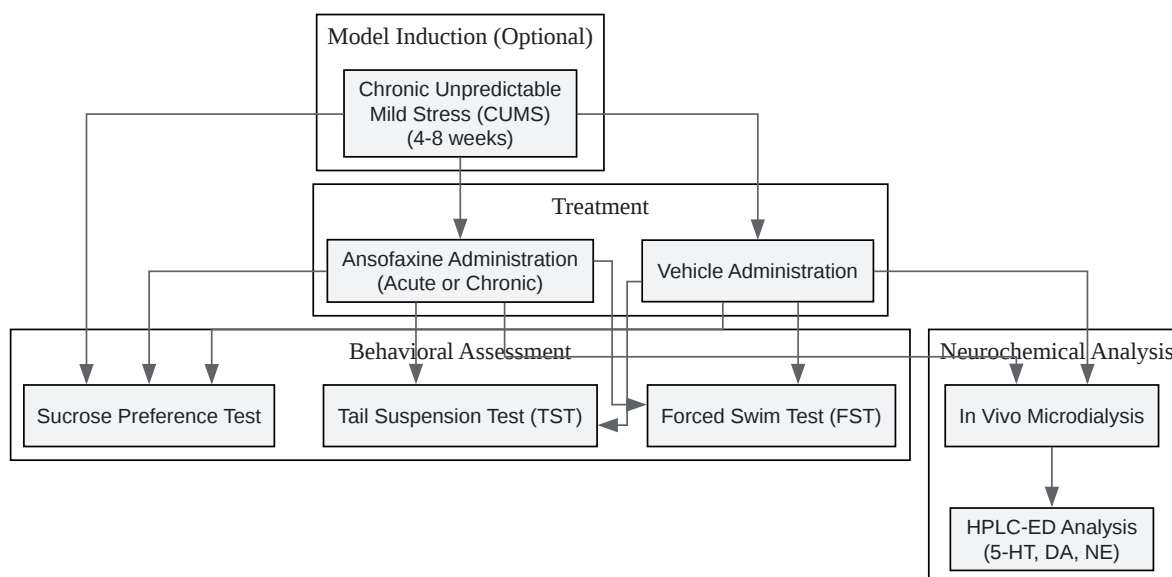 Model Induction (Optional)
Chronic Unpredictable
Mild Stress (CUMS)
(4-8 weeks)
Treatment
Ansofaxine Administration
(Acute or Chronic)
Vehicle Administration
Behavioral Assessment
Neurochemical Analysis
Sucrose Preference Test
Tail Suspension Test (TST)
Forced Swim Test (FST)
In Vivo Microdialysis
HPLC-ED Analysis
(5-HT, DA, NE)